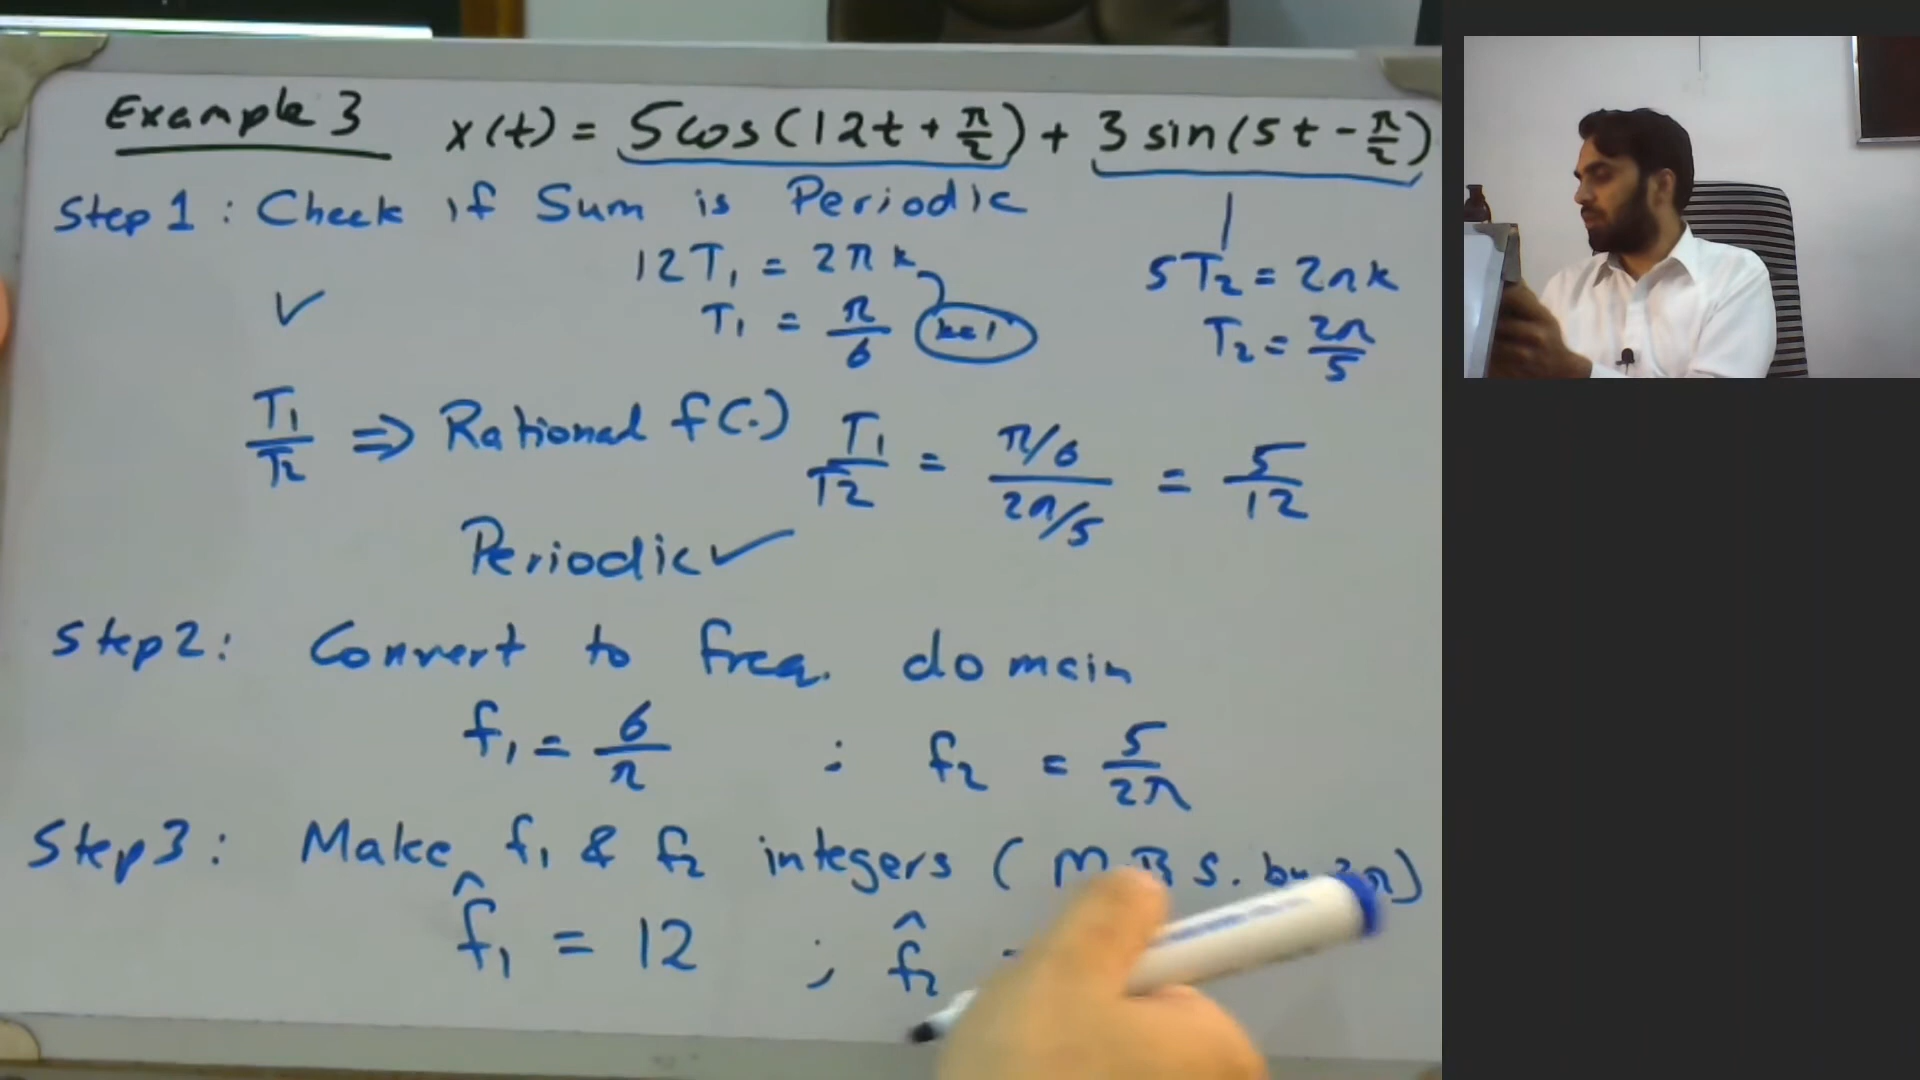 Example 3 x(t) = 5cos(12t + π/2) + 3 sin(5t - π/2)
Step 1 : Check if Sum is Periodic
12T₁ = 2πk 5T₂ = 2πk
✓ T₁ = π/6 k=1 T₂ = 2π/5
T₁/T₂ ⇒ Rational f(.) T₁/T₂ = (π/6)/(2π/5) = 5/12
Periodic ✓
Step 2 : Convert to freq. domain
f₁ = 6/π ; f₂ = 5/2π
Step 3 : Make f₁ & f₂ integers ( M.B.S. by 2π)
f̂₁ = 12 ; f̂₂ =